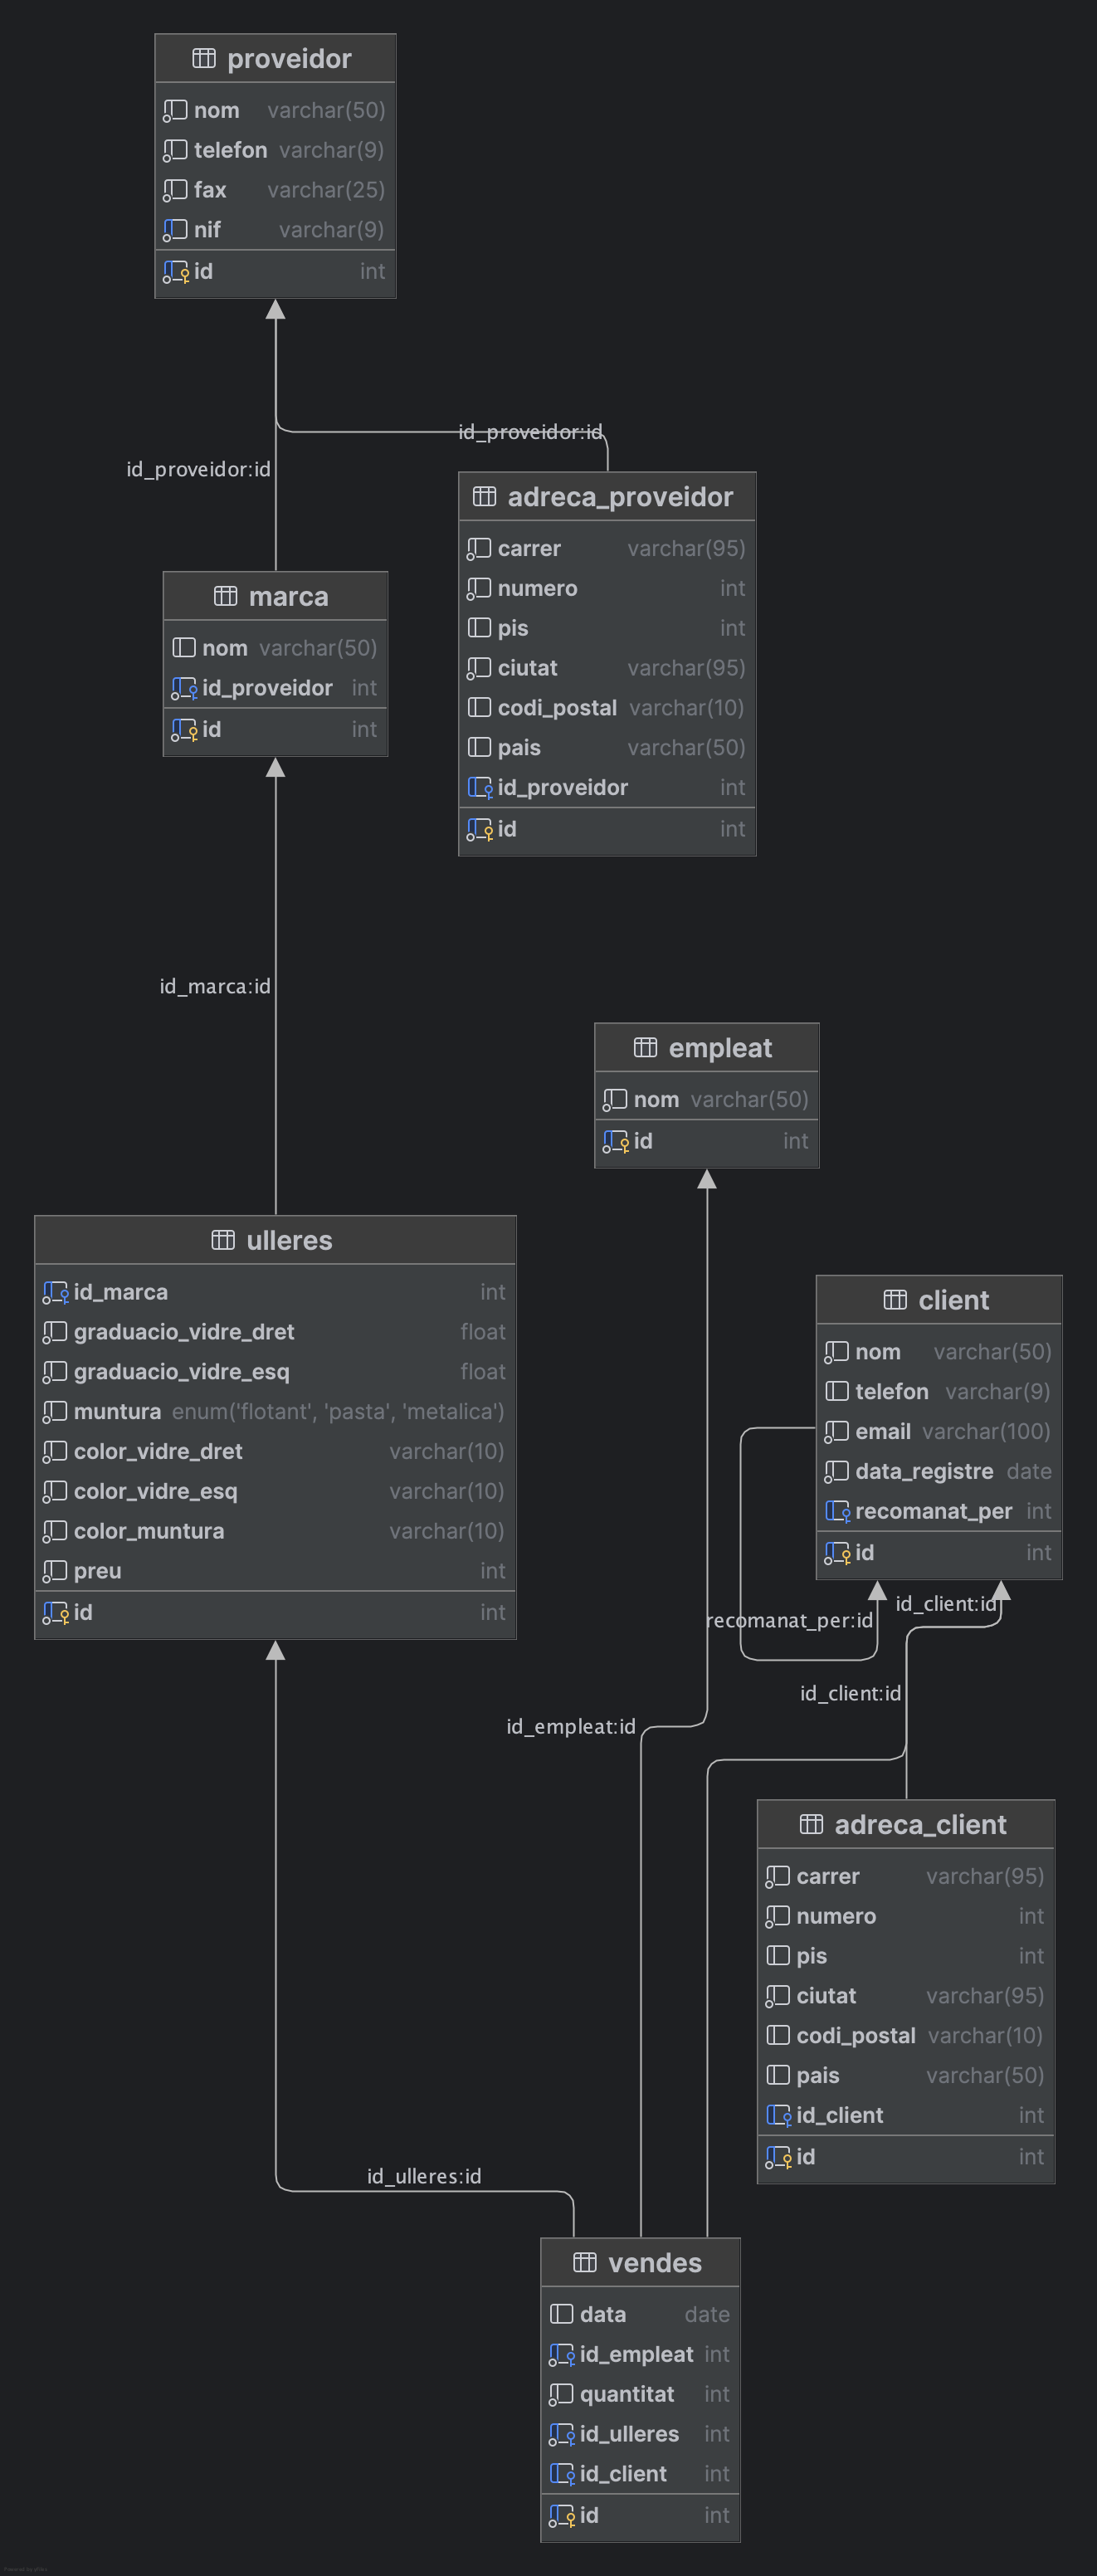 proveidor
nom varchar(50)
telefon varchar(9)
fax varchar(25)
nif varchar(9)
id int
id_proveidor:id
id_proveidor:id
adreca_proveidor
carrer varchar(95)
numero int
pis int
ciutat varchar(95)
codi_postal varchar(10)
pais varchar(50)
id_proveidor int
id int
marca
nom varchar(50)
id_proveidor int
id int
id_marca:id
empleat
nom varchar(50)
id int
ulleres
id_marca int
graduacio_vidre_dret float
graduacio_vidre_esq float
muntura enum('flotant', 'pasta', 'metalica')
color_vidre_dret varchar(10)
color_vidre_esq varchar(10)
color_muntura varchar(10)
preu int
id int
client
nom varchar(50)
telefon varchar(9)
email varchar(100)
data_registre date
recomanat_per int
id int
id_client:id
recomanat_per:id
id_client:id
id_empleat:id
adreca_client
carrer varchar(95)
numero int
pis int
ciutat varchar(95)
codi_postal varchar(10)
pais varchar(50)
id_client int
id int
id_ulleres:id
vendes
data date
id_empleat int
quantitat int
id_ulleres int
id_client int
id int